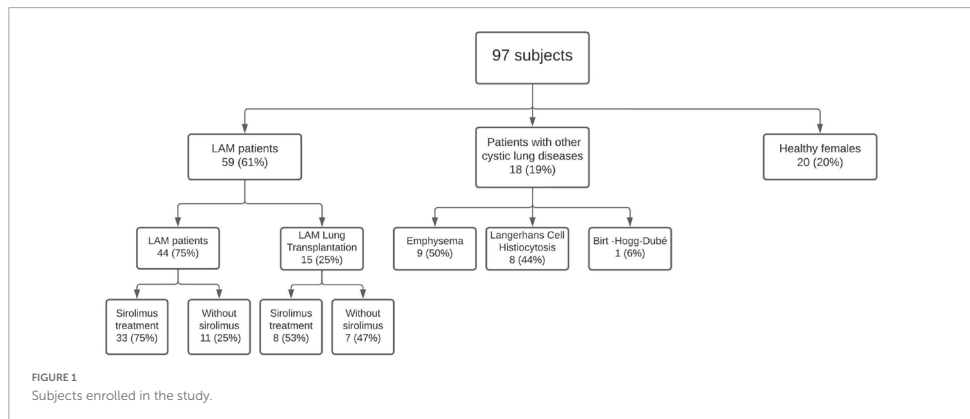 97 subjects
LAM patients
59 (61%)
Patients with other
cystic lung diseases
18 (19%)
Healthy females
20 (20%)
LAM patients
44 (75%)
LAM Lung
Transplantation
15 (25%)
Emphysema
9 (50%)
Langerhans Cell
Histiocytosis
8 (44%)
Birt -Hogg-Dubé
1 (6%)
Sirolimus
treatment
33 (75%)
Without
sirolimus
11 (25%)
Sirolimus
treatment
8 (53%)
Without
sirolimus
7 (47%)
FIGURE 1
Subjects enrolled in the study.